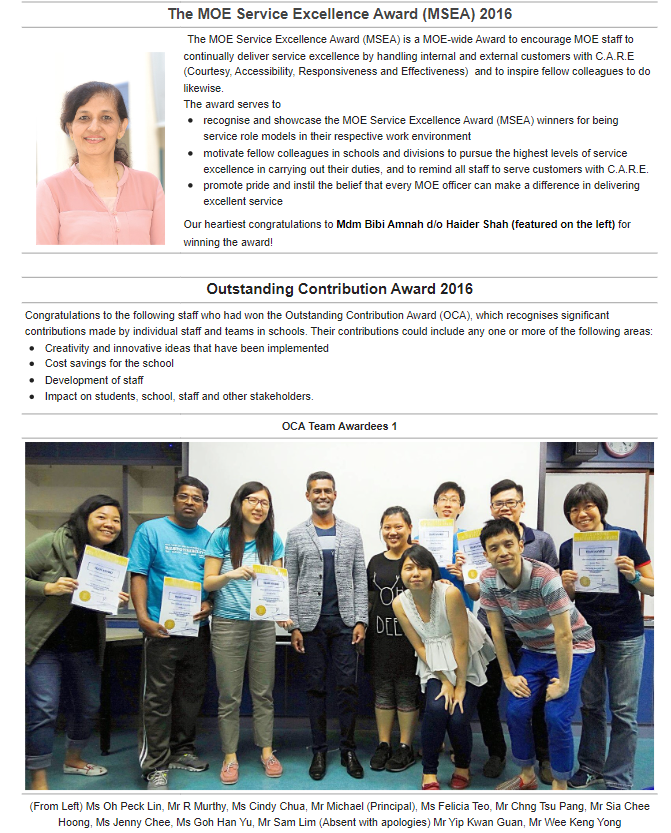 The MOE Service Excellence Award (MSEA) 2016
The MOE Service Excellence Award (MSEA) is a MOE-wide Award to encourage MOE staff to
continually deliver service excellence by handling internal and external customers with C.A.R.E
(Courtesy, Accessibility, Responsiveness and Effectiveness)  and to inspire fellow colleagues to do
likewise.
The award serves to
• recognise and showcase the MOE Service Excellence Award (MSEA) winners for being
service role models in their respective work environment
• motivate fellow colleagues in schools and divisions to pursue the highest levels of service
excellence in carrying out their duties, and to remind all staff to serve customers with C.A.R.E.
• promote pride and instil the belief that every MOE officer can make a difference in delivering
excellent service
Our heartiest congratulations to Mdm Bibi Amnah d/o Haider Shah (featured on the left) for
winning the award!
Outstanding Contribution Award 2016
Congratulations to the following staff who had won the Outstanding Contribution Award (OCA), which recognises significant
contributions made by individual staff and teams in schools. Their contributions could include any one or more of the following areas:
• Creativity and innovative ideas that have been implemented
• Cost savings for the school
• Development of staff
• Impact on students, school, staff and other stakeholders.
OCA Team Awardees 1
OH
DEE
(From Left) Ms Oh Peck Lin, Mr R Murthy, Ms Cindy Chua, Mr Michael (Principal), Ms Felicia Teo, Mr Chng Tsu Pang, Mr Sia Chee
Hoong, Ms Jenny Chee, Ms Goh Han Yu, Mr Sam Lim (Absent with apologies) Mr Yip Kwan Guan, Mr Wee Keng Yong